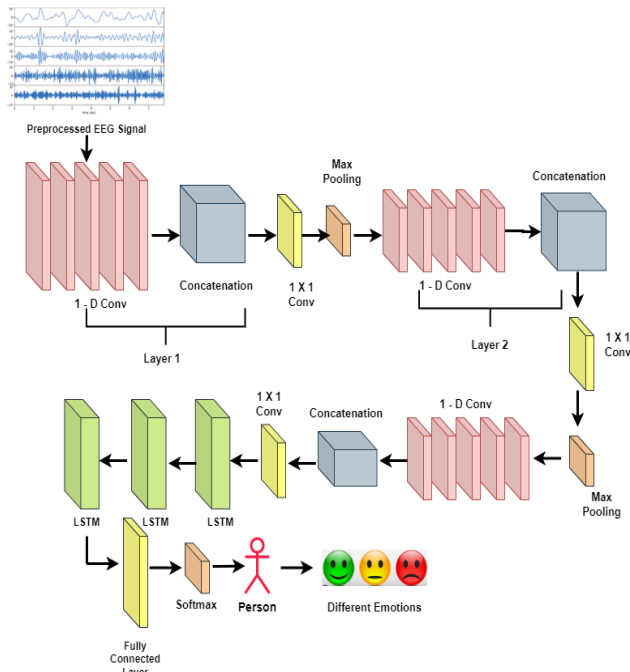 Preprocessed EEG Signal
Max
Pooling
Concatenation
1 - D Conv
Concatenation
1 X 1
Conv
1 - D Conv
Layer 1
Layer 2
1 X 1
Conv
1 X 1
Conv
Concatenation
1 - D Conv
Max
Pooling
LSTM
LSTM
LSTM
Softmax
Person
Different Emotions
Fully
Connected
Layer